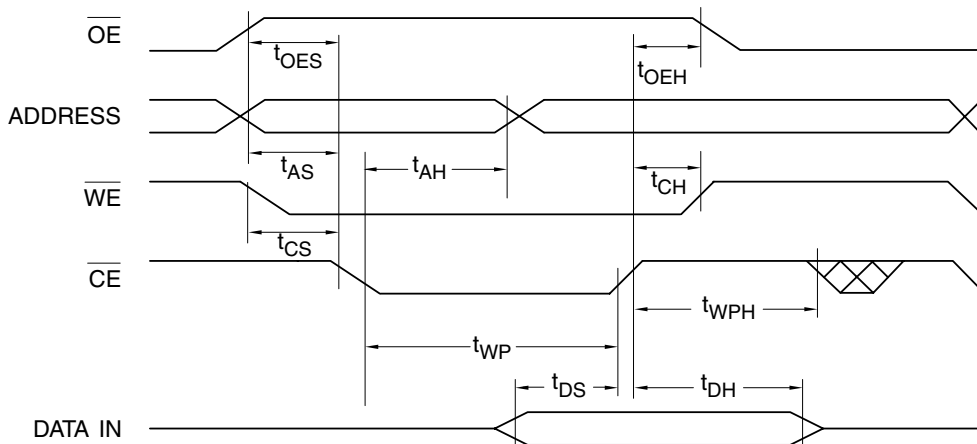 OE
tOES
tOEH
ADDRESS
tAS
tAH
tCH
WE
tCS
CE
tWPH
tWP
tDS
tDH
DATA IN